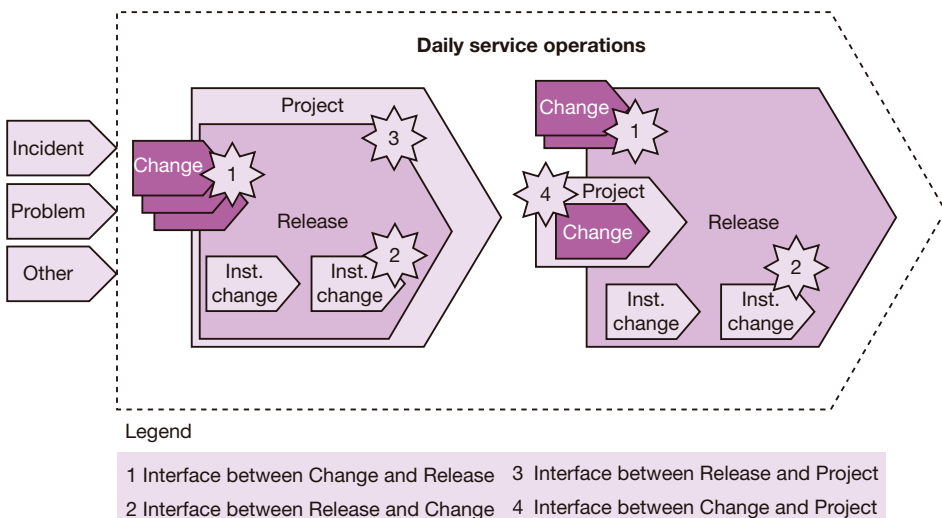 Daily service operations
Incident
Problem
Other
Project
3
Change
1
Release
2
Inst.
change
Inst.
change
Change
1
4
Project
Change
Release
2
Inst.
change
Inst.
change
Legend
1 Interface between Change and Release
3 Interface between Release and Project
2 Interface between Release and Change
4 Interface between Change and Project